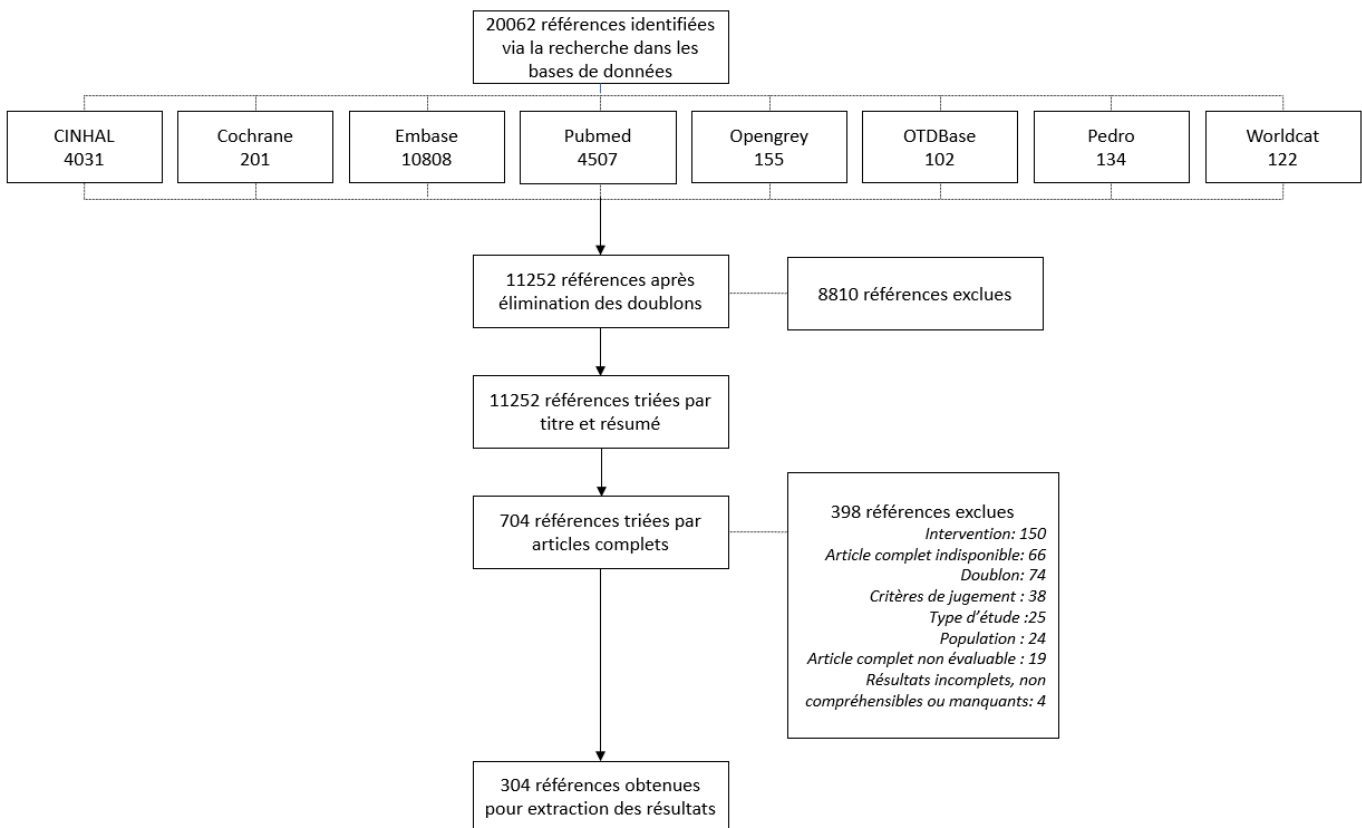 20062 références identifiées
via la recherche dans les
bases de données
CINHAL
4031
Cochrane
201
Embase
10808
Pubmed
4507
Opengrey
155
OTDBase
102
Pedro
134
Worldcat
122
11252 références après
élimination des doublons
8810 références exclues
11252 références triées par
titre et résumé
704 références triées par
articles complets
398 références exclues
Intervention: 150
Article complet indisponible: 66
Doublon: 74
Critères de jugement : 38
Type d'étude :25
Population : 24
Article complet non évaluable : 19
Résultats incomplets, non
compréhensibles ou manquants: 4
304 références obtenues
pour extraction des résultats